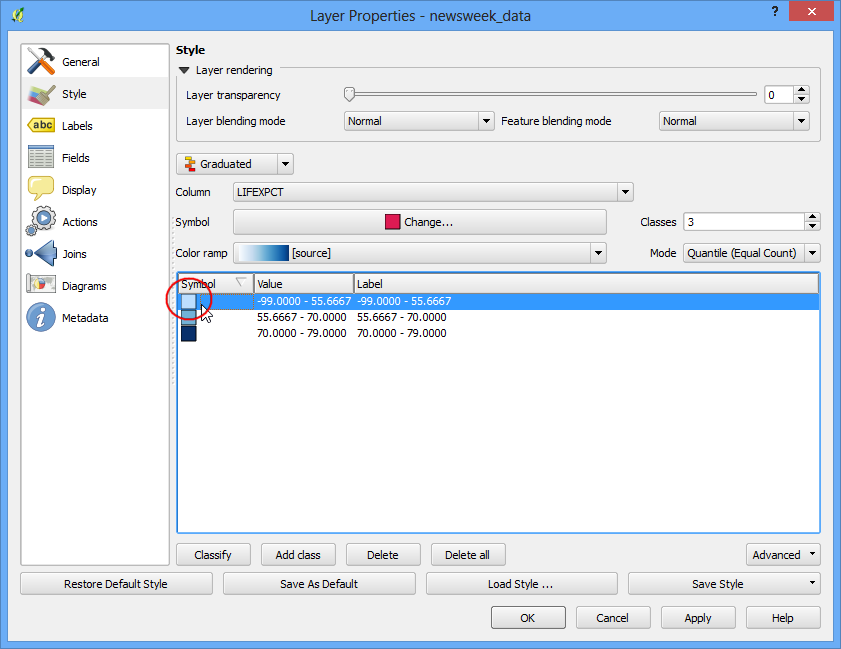 Layer Properties - newsweek_data
?
General
Style
abc Labels
Fields
Display
Actions
Joins
Diagrams
i Metadata
Style
Layer rendering
Layer transparency 0
Layer blending mode Normal Feature blending mode Normal
Graduated
Column LIFEXPCT
Symbol Change... Classes 3
Color ramp [source] Mode Quantile (Equal Count)
Symbol Value Label
-99.0000 - 55.6667 -99.0000 - 55.6667
55.6667 - 70.0000 55.6667 - 70.0000
70.0000 - 79.0000 70.0000 - 79.0000
Classify Add class Delete Delete all Advanced
Restore Default Style Save As Default Load Style ... Save Style
OK Cancel Apply Help